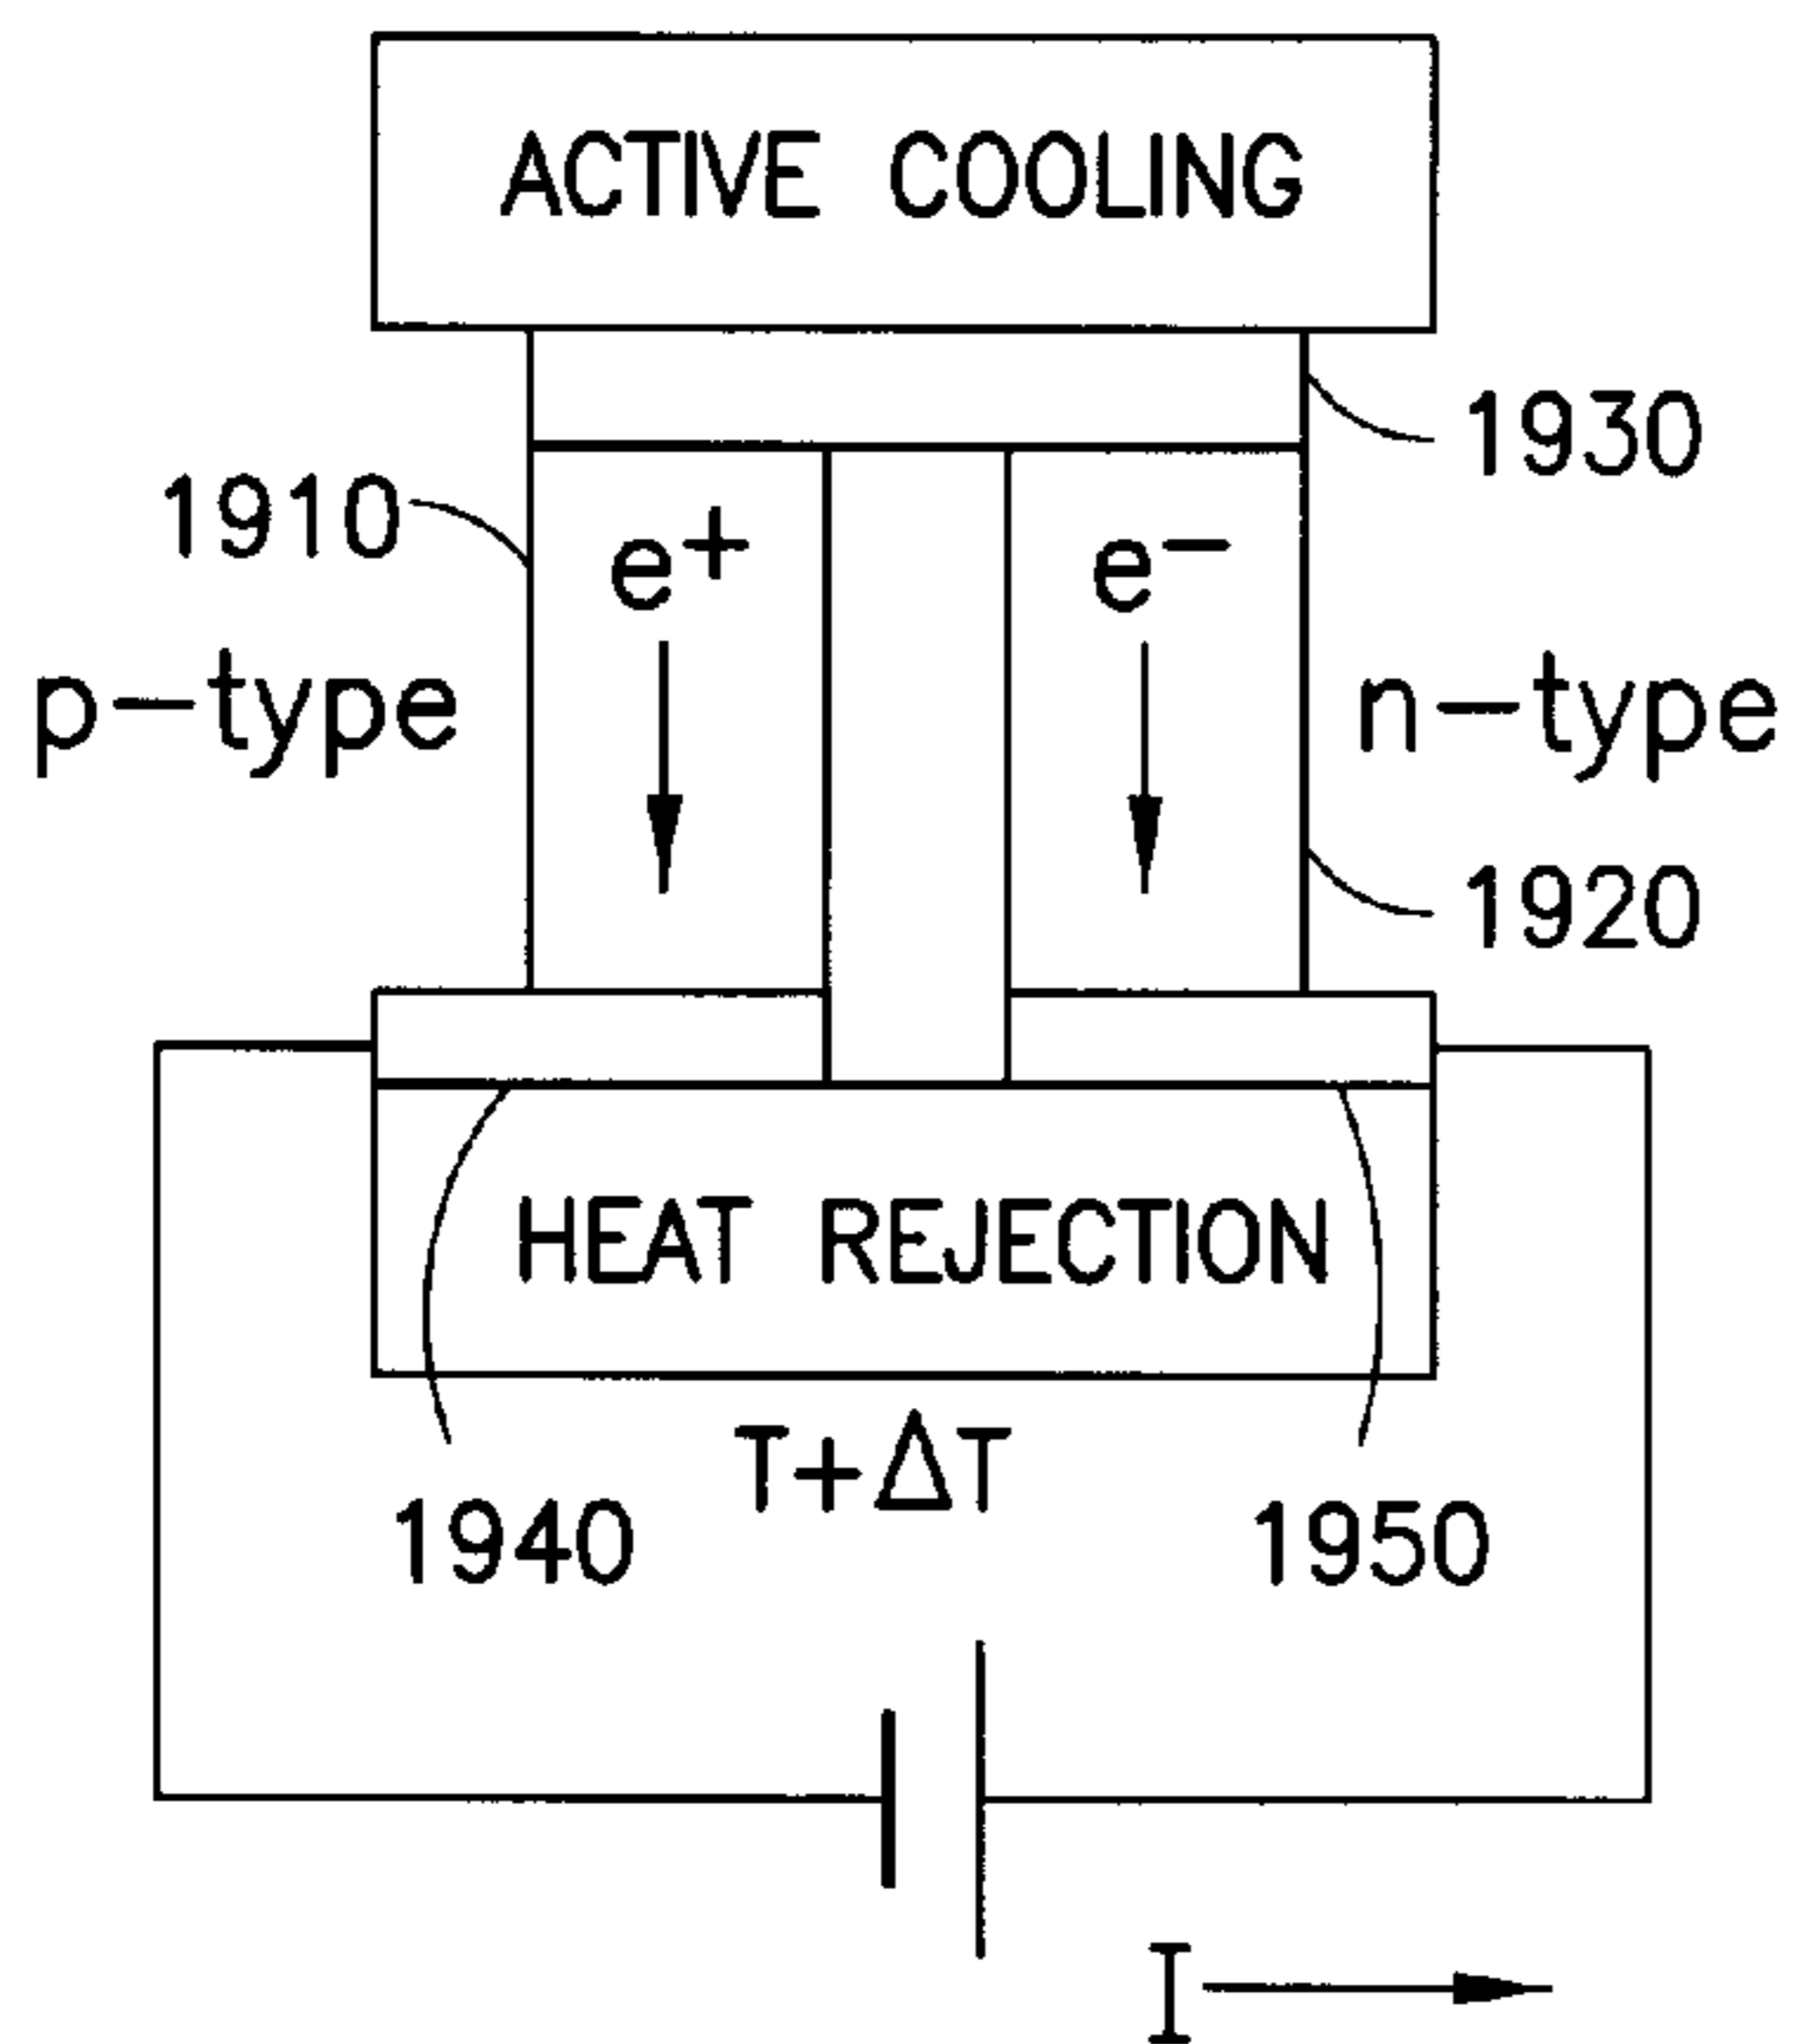 ACTIVE COOLING
1930
1910
e+ e−
p-type n-type
1920
HEAT REJECTION
T+ΔT
1940 1950
I